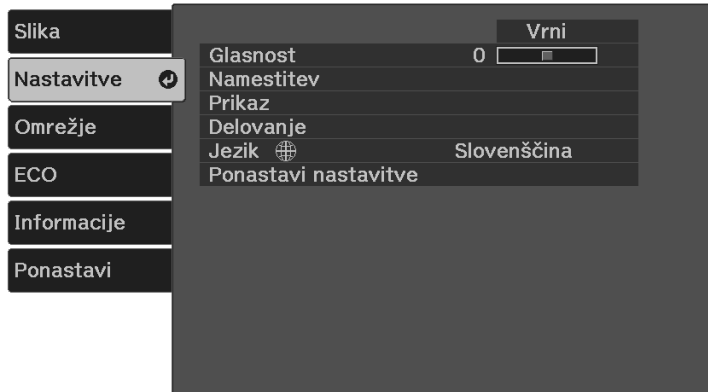 Slika
Nastavitve
Omrežje
ECO
Informacije
Ponastavi
Vrni
Glasnost 0
Namestitev
Prikaz
Delovanje
Jezik Slovenščina
Ponastavi nastavitve